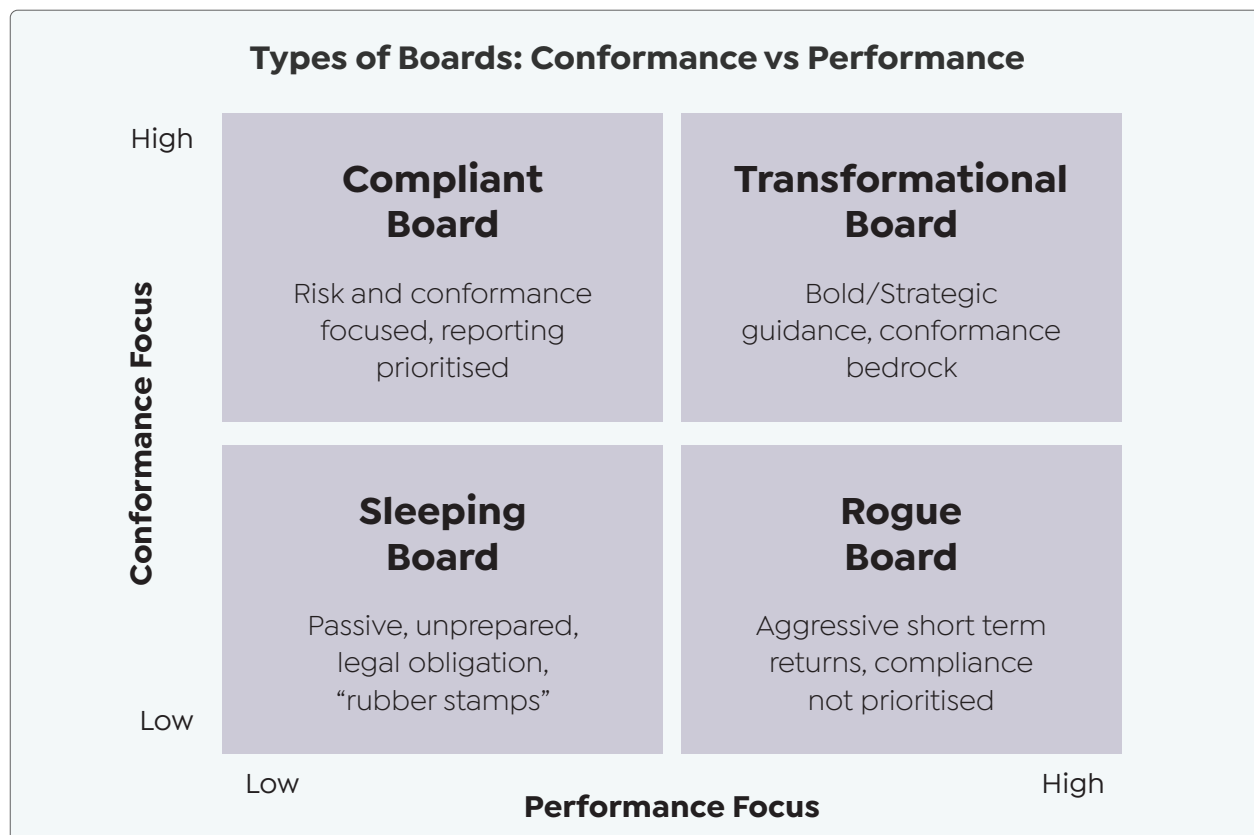 Types of Boards: Conformance vs Performance
High
Compliant
Board
Risk and conformance
focused, reporting
prioritised
Transformational
Board
Bold/Strategic
guidance, conformance
bedrock
Conformance Focus
Sleeping
Board
Passive, unprepared,
legal obligation,
“rubber stamps”
Rogue
Board
Aggressive short term
returns, compliance
not prioritised
Low
Low
High
Performance Focus